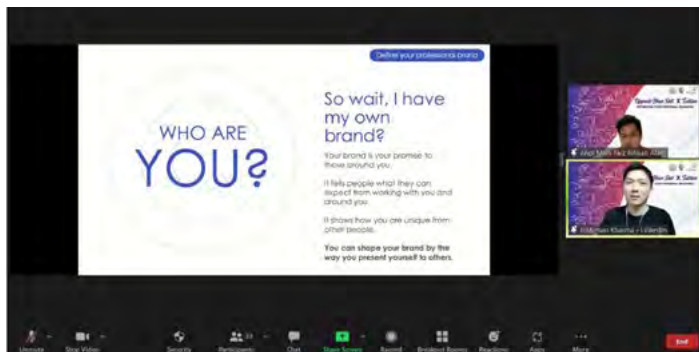 Define your professional brand
WHO ARE
YOU?
So wait, I have
my own
brand?
Your brand is your promise to
those around you.
It tells people what they can
expect from working with you and
around you.
It shows how you are unique from
other people.
You can shape your brand by the
way you present yourself to others.
Unmute
Stop Video
Security
Participants
Chat
Share Screen
Record
Breakout Rooms
Reactions
Apps
More
End